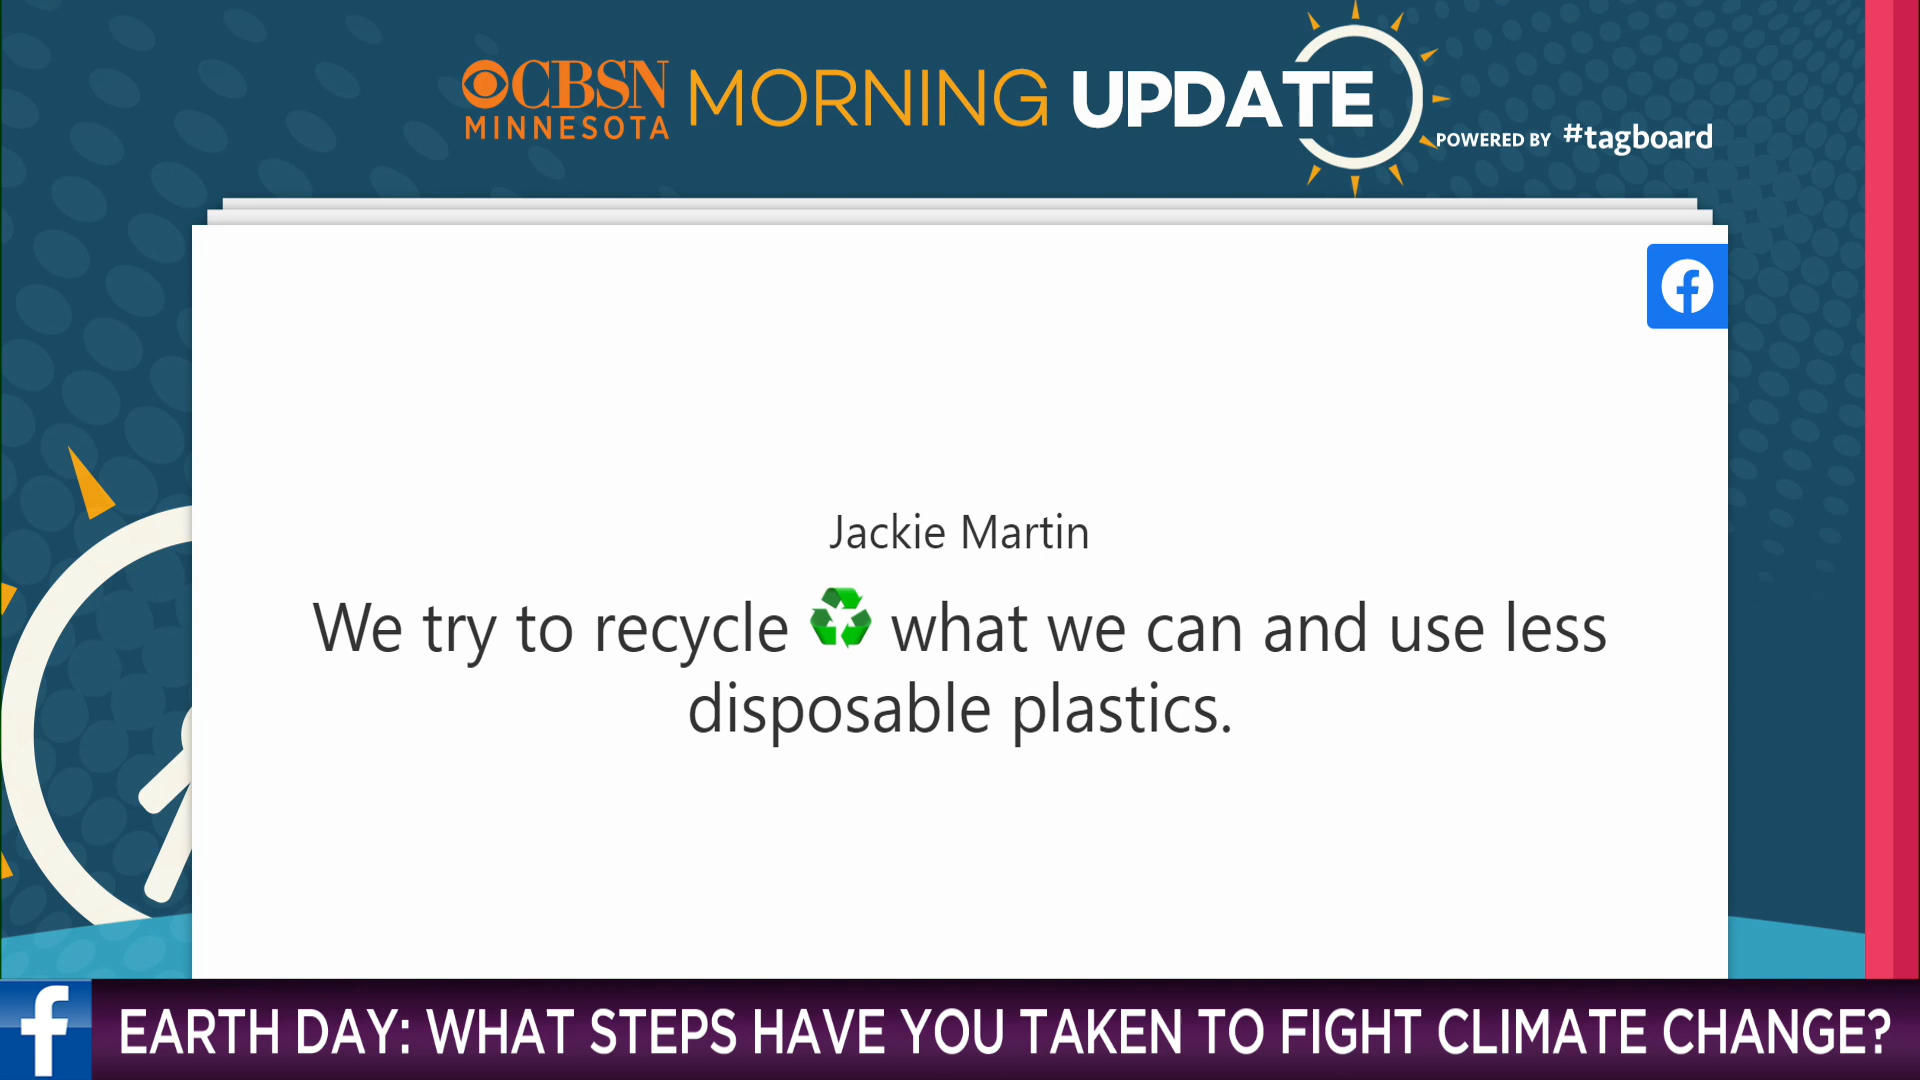 CBSN MORNING UPDATE
MINNESOTA
POWERED BY #tagboard
Jackie Martin
We try to recycle ♻ what we can and use less
disposable plastics.
EARTH DAY: WHAT STEPS HAVE YOU TAKEN TO FIGHT CLIMATE CHANGE?